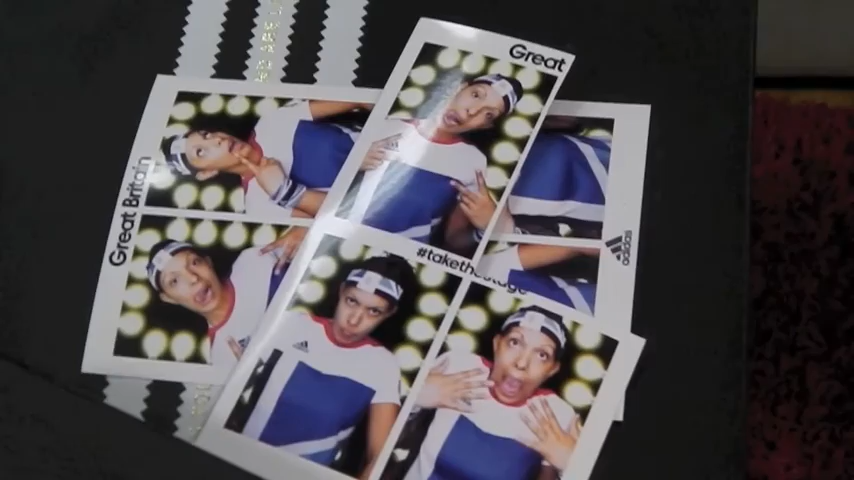 Great
Great Britain
#takethestage
adidas